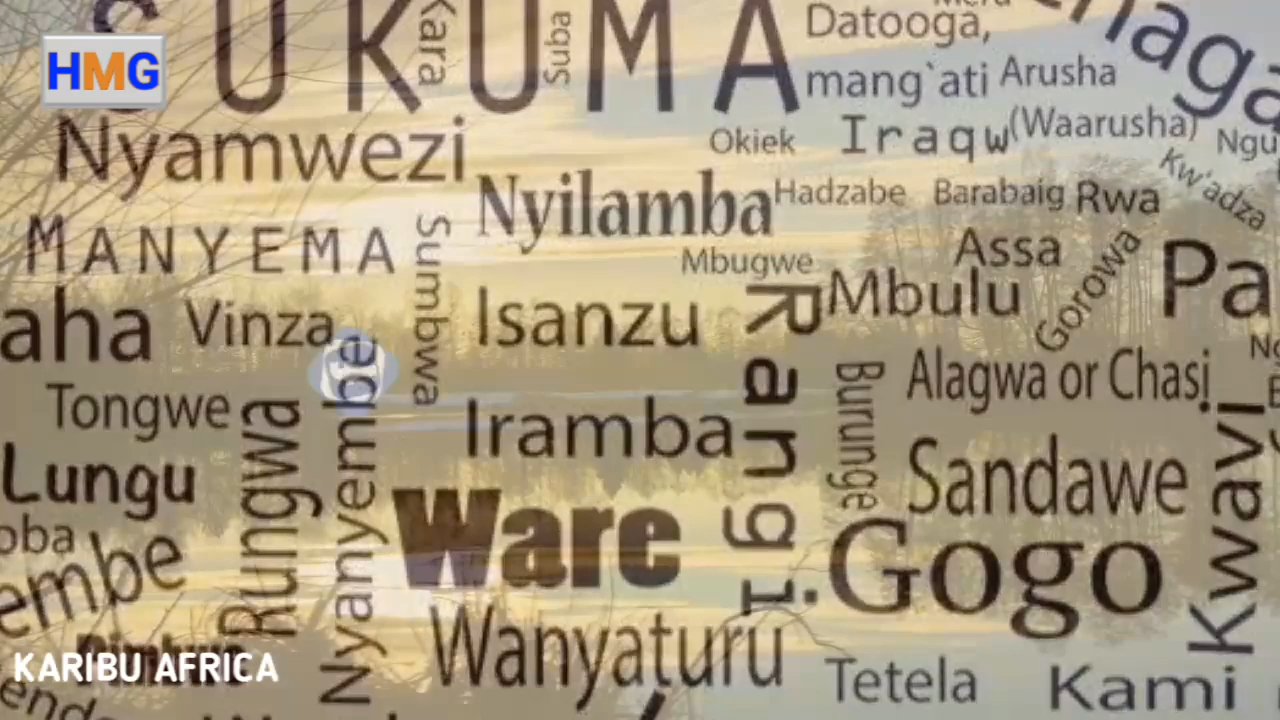 SUKUMA
Kara
Suba
Datooga,
mang`ati
Arusha
(Waarusha)
HMG
Nyamwezi
Okiek
Iraqw
Kw'adza
Nyilamba
Hadzabe
Barabaig
Rwa
MANYEMA
Sumbwa
Mbugwe
Assa
Gorowa
Vinza
Isanzu
Rangi
Mbulu
Tongwe
Rungwa
Nyanyembe
Iramba
Burunge
Alagwa or Chasi
Lungu
Sandawe
Kwavi
Ware
Gogo
Wanyaturu
Tetela
Kami
KARIBU AFRICA